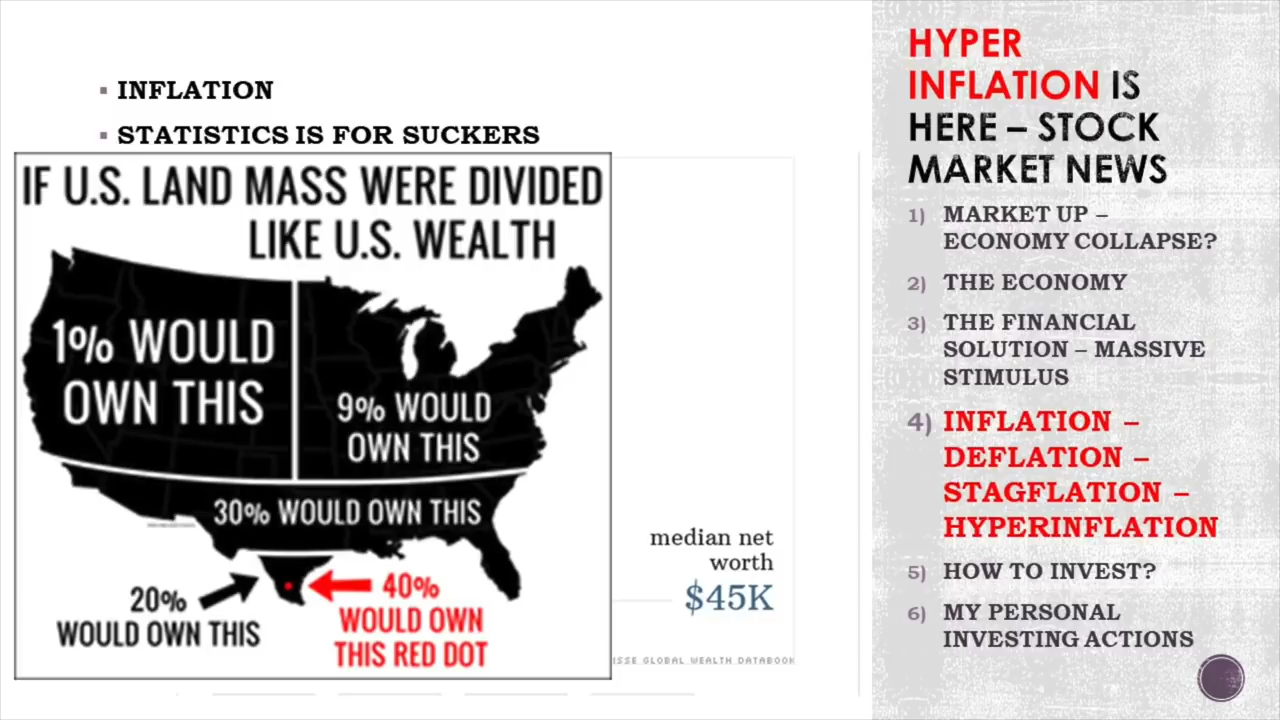 ▪ INFLATION
▪ STATISTICS IS FOR SUCKERS
IF U.S. LAND MASS WERE DIVIDED
LIKE U.S. WEALTH
1% WOULD
OWN THIS
9% WOULD
OWN THIS
30% WOULD OWN THIS
20%
WOULD OWN THIS
40%
WOULD OWN
THIS RED DOT
median net
worth
$45K
GLOBAL WEALTH DATABOOK
HYPER
INFLATION IS
HERE – STOCK
MARKET NEWS
1) MARKET UP –
ECONOMY COLLAPSE?
2) THE ECONOMY
3) THE FINANCIAL
SOLUTION – MASSIVE
STIMULUS
4) INFLATION –
DEFLATION –
STAGFLATION –
HYPERINFLATION
5) HOW TO INVEST?
6) MY PERSONAL
INVESTING ACTIONS